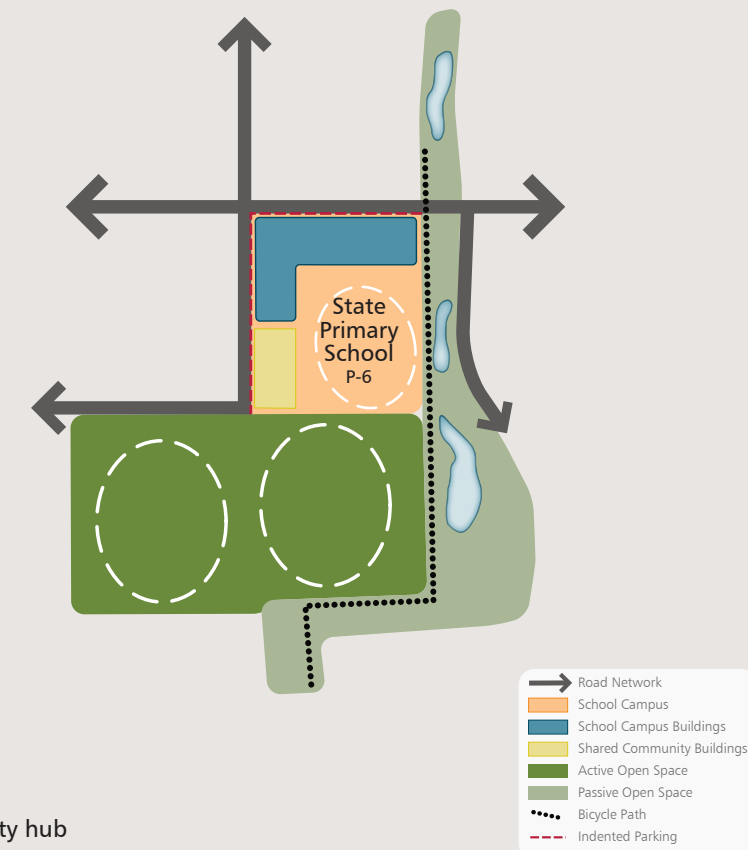 State
Primary
School
P-6
Road Network
School Campus
School Campus Buildings
Shared Community Buildings
Active Open Space
Passive Open Space
Bicycle Path
Indented Parking
ty hub